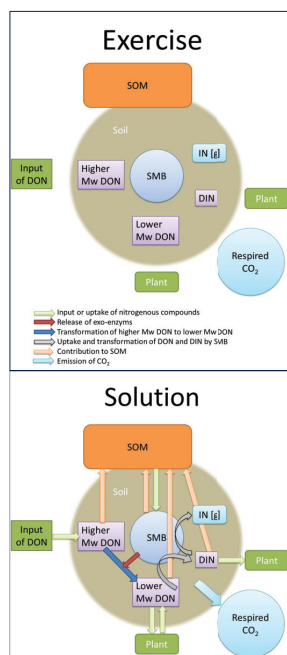 Exercise
SOM
Soil
IN [g]
Input
of DON
Higher
Mw DON
SMB
DIN
Plant
Lower
Mw DON
Respired
CO₂
Plant
Input or uptake of nitrogenous compounds
Release of exo-enzyms
Transformation of higher Mw DON to lower Mw DON
Uptake and transformation of DON and DIN by SMB
Contribution to SOM
Emission of CO₂
Solution
SOM
Soil
IN [g]
Input
of DON
Higher
Mw DON
SMB
DIN
Plant
Lower
Mw DON
Respired
CO₂
Plant